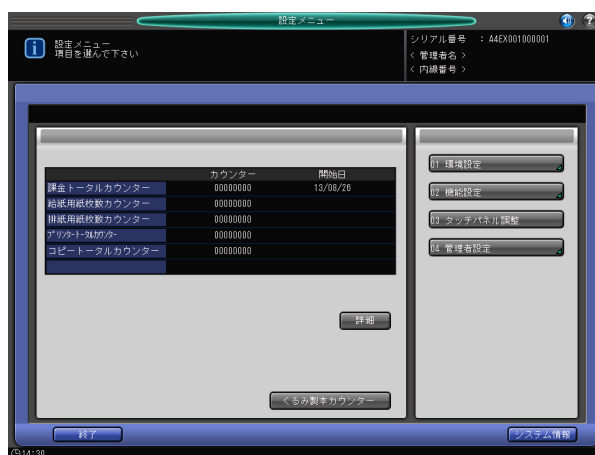 設定メニュー
設定メニュー
項目を選んで下さい
シリアル番号 : A4EX001000001
< 管理者名 >
< 内線番号 >
カウンター 開始日
課金トータルカウンター 00000000 13/08/26
給紙用紙枚数カウンター 00000000
排紙用紙枚数カウンター 00000000
プリンタートータルカウンター 00000000
コピートータルカウンター 00000000
詳細
くるみ製本カウンター
01 環境設定
02 機能設定
03 タッチパネル調整
04 管理者設定
終了
システム情報
14:30